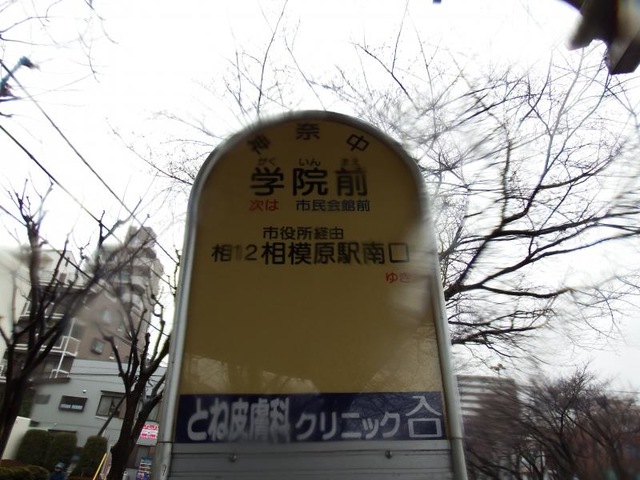 神奈中
がくいんまえ
学院前
次は 市民会館前
市役所経由
相12 相模原駅南口
ゆき
とね皮膚科クリニック